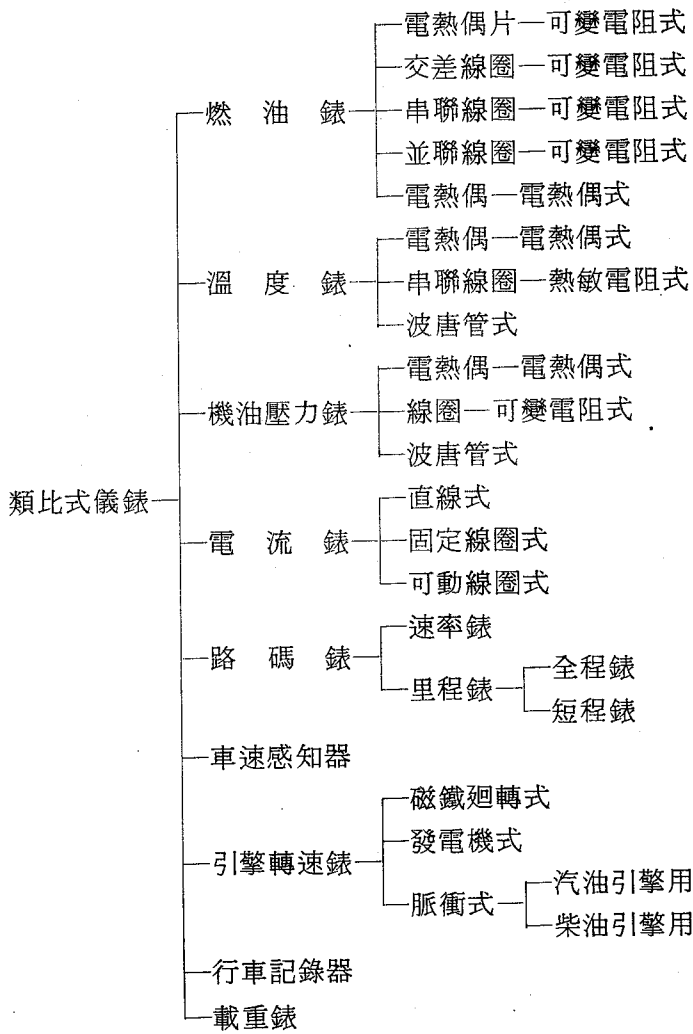 類比式儀錶
燃油錶
電熱偶片—可變電阻式
交差線圈—可變電阻式
串聯線圈—可變電阻式
並聯線圈—可變電阻式
電熱偶—電熱偶式
溫度錶
電熱偶—電熱偶式
串聯線圈—熱敏電阻式
波唐管式
機油壓力錶
電熱偶—電熱偶式
線圈—可變電阻式
波唐管式
電流錶
直線式
固定線圈式
可動線圈式
路碼錶
速率錶
里程錶
全程錶
短程錶
車速感知器
引擎轉速錶
磁鐵廻轉式
發電機式
脈衝式
汽油引擎用
柴油引擎用
行車記錄器
載重錶